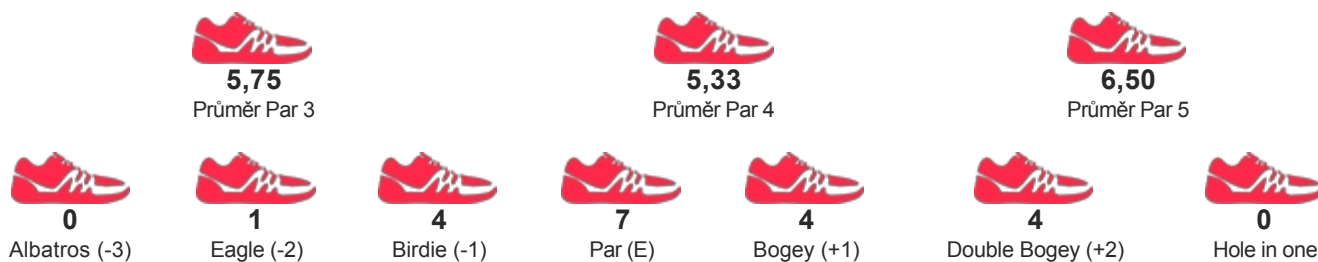 5,75 5,33 6,50
Průměr Par 3 Průměr Par 4 Průměr Par 5
0 1 4 7 4 4 0
Albatros (-3) Eagle (-2) Birdie (-1) Par (E) Bogey (+1) Double Bogey (+2) Hole in one